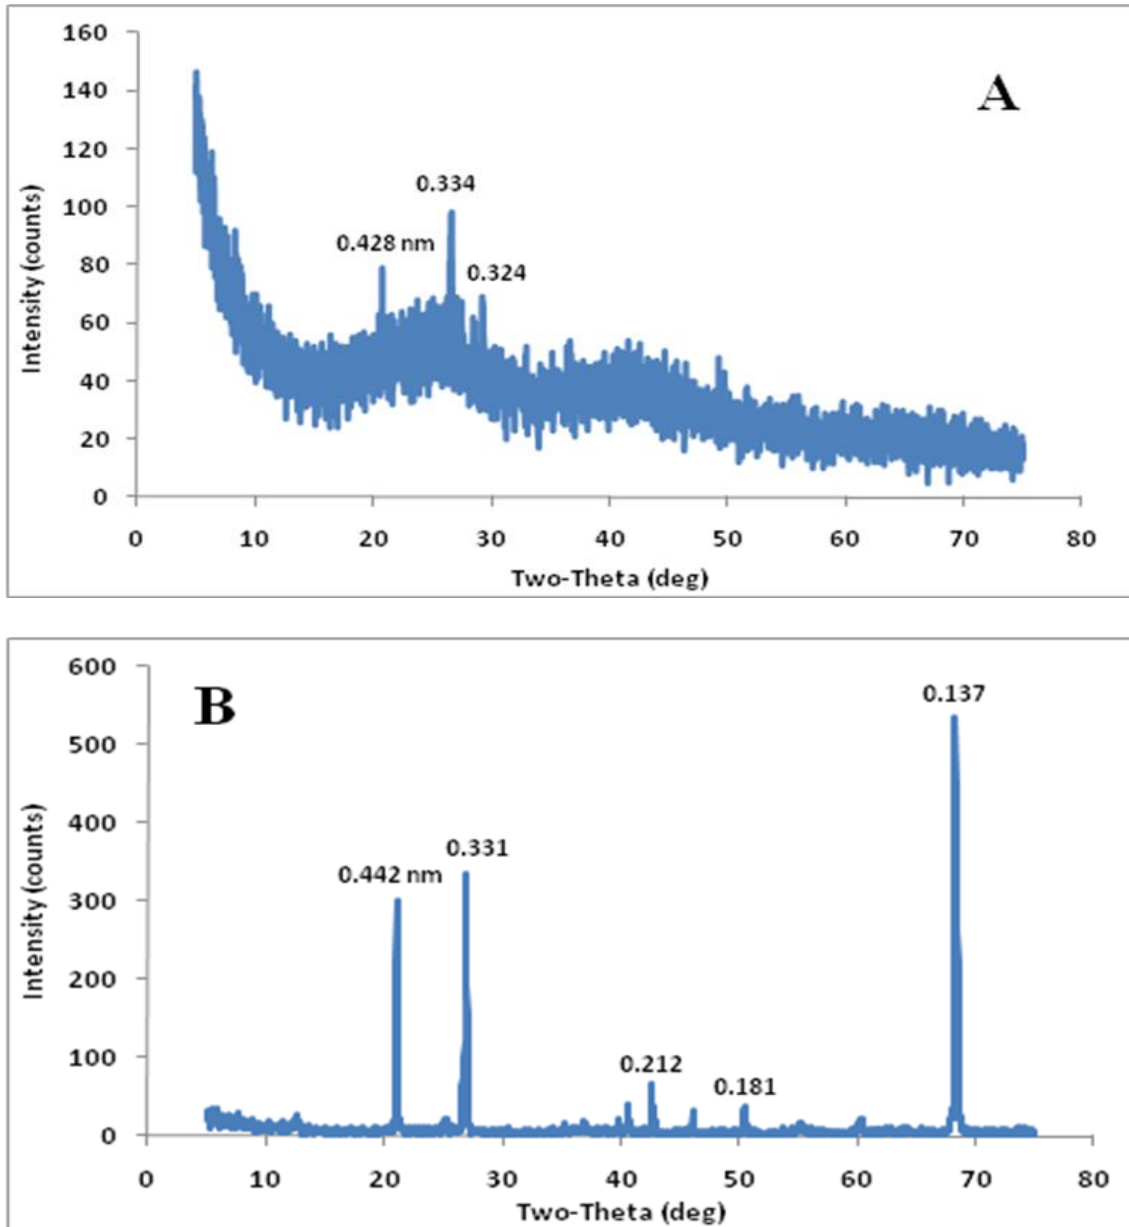 160
140
120
100
80
60
40
20
0
Intensity (counts)
A
0.334
0.428 nm
0.324
0 10 20 30 40 50 60 70 80
Two-Theta (deg)
600
500
400
300
200
100
0
Intensity (counts)
B
0.137
0.331
0.442 nm
0.212
0.181
0 10 20 30 40 50 60 70 80
Two-Theta (deg)